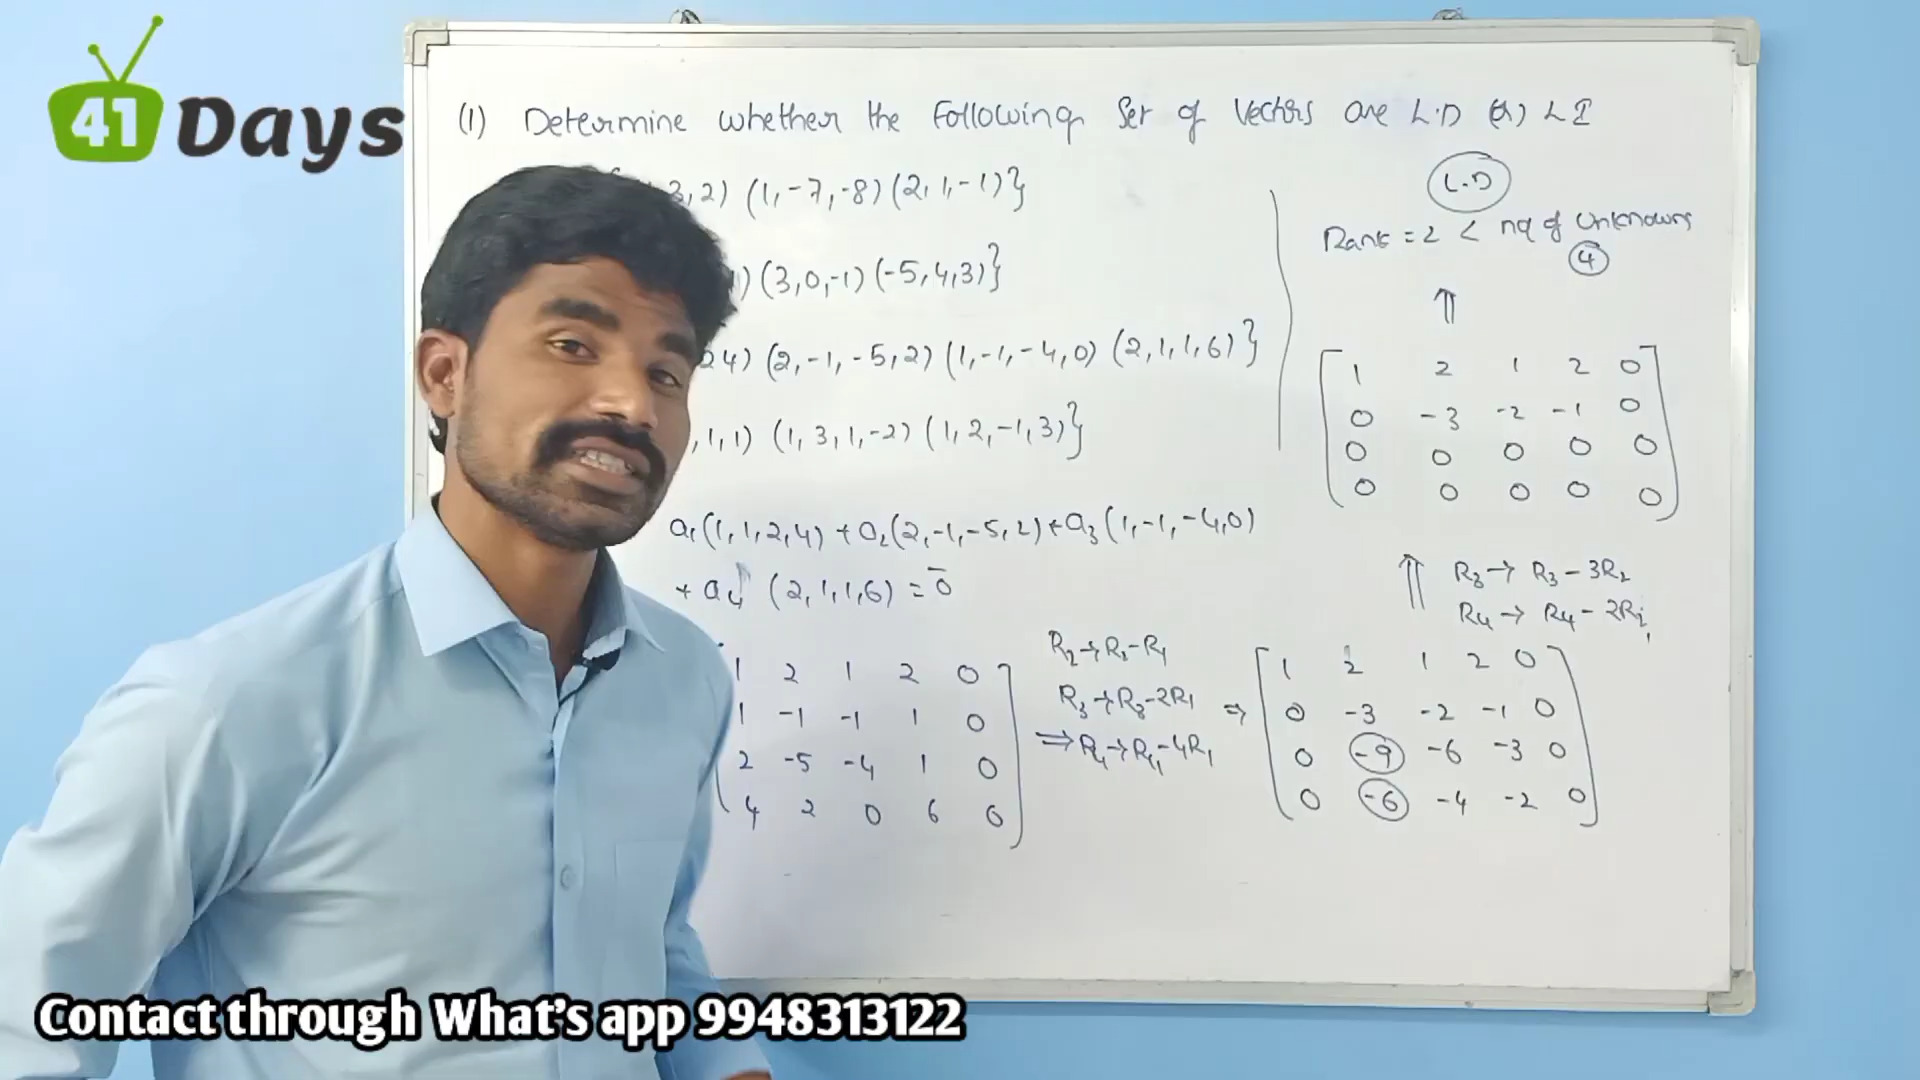 41 Days
(1) Determine whether the Following Set of Vectors are L.D (or) L I
3,2) (1,-7,-8) (2,1,-1)}
1) (3,0,-1) (-5,4,3)}
24) (2,-1,-5,2) (1,-1,-4,0) (2,1,1,6)}
,1,1) (1,3,1,-2) (1,2,-1,3)}
a1(1,1,2,4) + a2(2,-1,-5,2) + a3(1,-1,-4,0)
+ a4 (2,1,1,6) = 0̄
1 2 1 2 0
1 -1 -1 1 0
2 -5 -4 1 0
4 2 0 6 0
R2→R2-R1
R3→R3-2R1
⇒R4→R4-4R1
⇒
1 2 1 2 0
0 -3 -2 -1 0
0 -9 -6 -3 0
0 -6 -4 -2 0
⇑ R3→ R3-3R2
R4→ R4-2R2
1 2 1 2 0
0 -3 -2 -1 0
0 0 0 0 0
0 0 0 0 0
⇑
Rank = 2 < no of Unknowns
4
L.D
Contact through What's app 9948313122